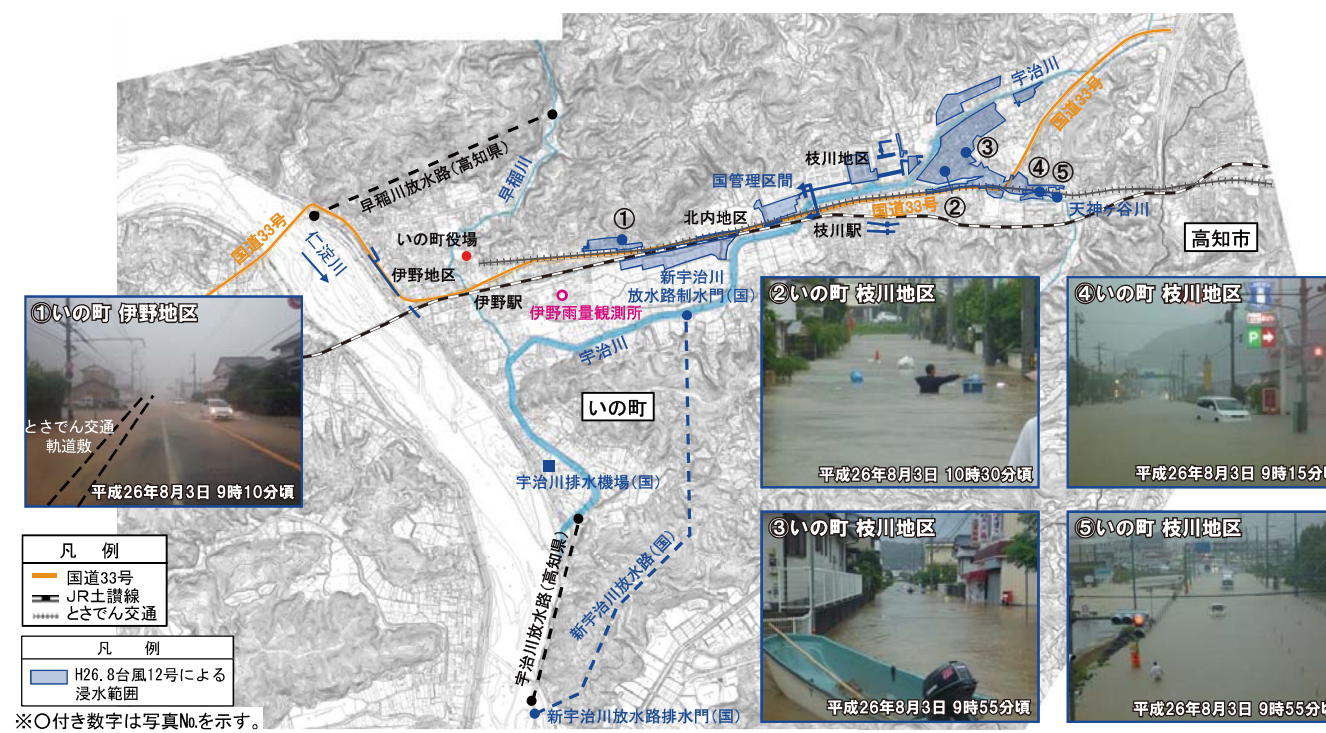 宇治川
国道33号
早稲川放水路(高知県)
早稲川
枝川地区
③
④
⑤
国管理区間
国道33号
②
天神ヶ谷川
国道33号
仁淀川
いの町役場
①
北内地区
枝川駅
高知市
伊野地区
伊野駅
新宇治川
放水路制水門(国)
伊野雨量観測所
宇治川
いの町
宇治川排水機場(国)
宇治川放水路(高知県)
新宇治川放水路(国)
新宇治川放水路排水門(国)
①いの町 伊野地区
とさでん交通
軌道敷
平成26年8月3日 9時10分頃
②いの町 枝川地区
平成26年8月3日 10時30分頃
④いの町 枝川地区
P
平成26年8月3日 9時15分頃
③いの町 枝川地区
平成26年8月3日 9時55分頃
⑤いの町 枝川地区
平成26年8月3日 9時55分頃
凡 例
国道33号
JR土讃線
とさでん交通
凡 例
H26.8台風12号による
浸水範囲
※○付き数字は写真No.を示す。